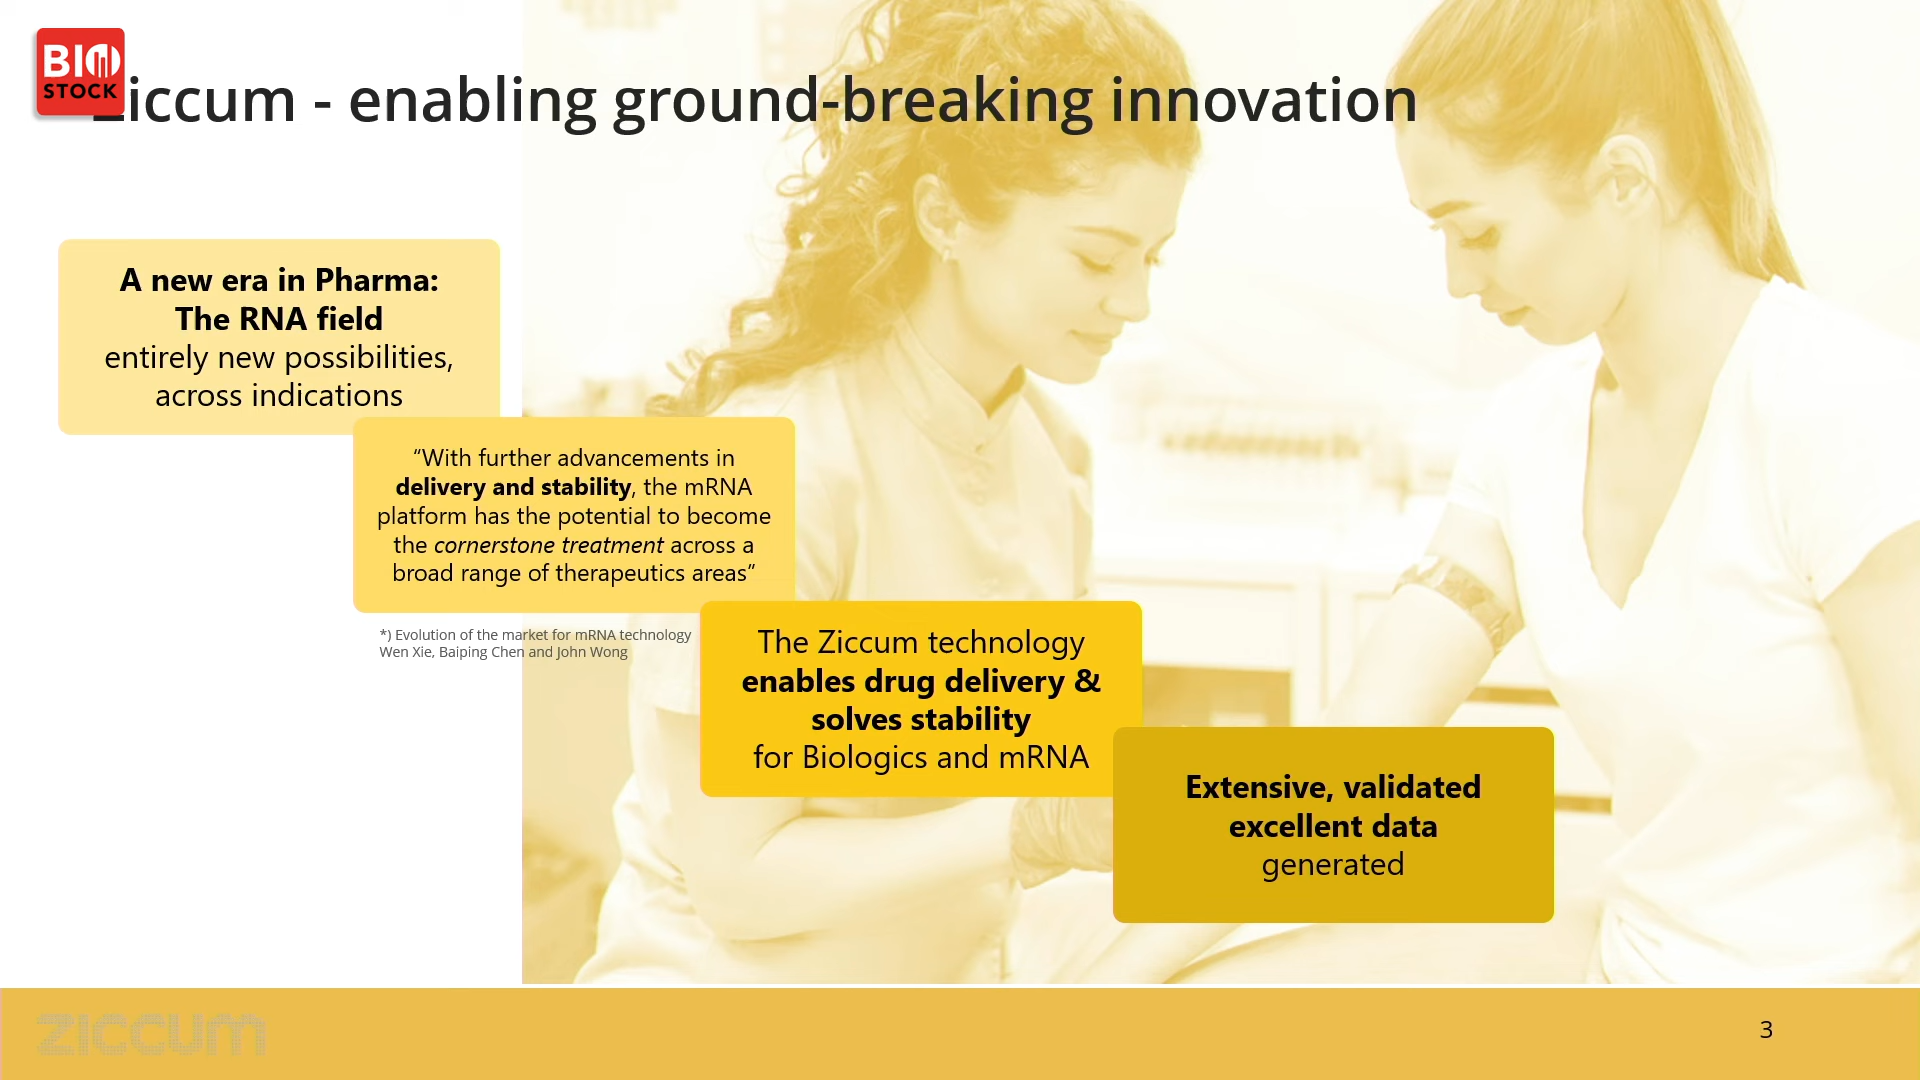 BIO
STOCK
Ziccum - enabling ground-breaking innovation
A new era in Pharma:
The RNA field
entirely new possibilities,
across indications
“With further advancements in
delivery and stability, the mRNA
platform has the potential to become
the cornerstone treatment across a
broad range of therapeutics areas”
*) Evolution of the market for mRNA technology
Wen Xie, Baiping Chen and John Wong
The Ziccum technology
enables drug delivery &
solves stability
for Biologics and mRNA
Extensive, validated
excellent data
generated
ziccum
3